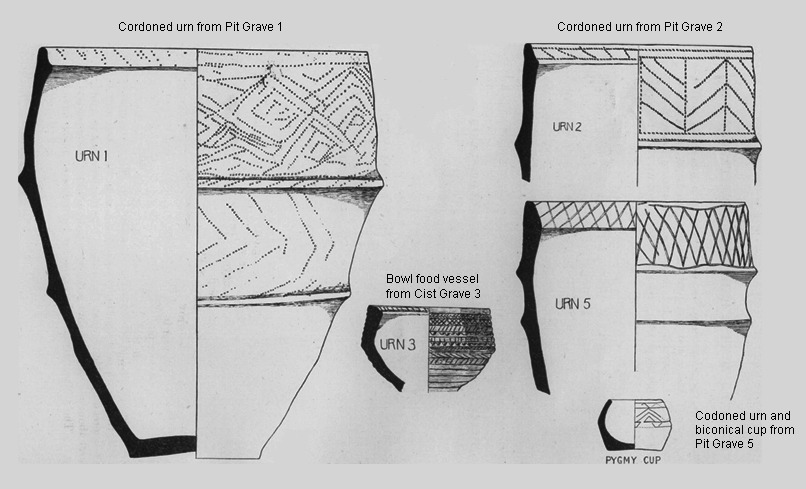 Cordoned urn from Pit Grave 1
Cordoned urn from Pit Grave 2
URN 1
URN 2
Bowl food vessel
from Cist Grave 3
URN 3
URN 5
Codoned urn and
biconical cup from
Pit Grave 5
PYGMY CUP